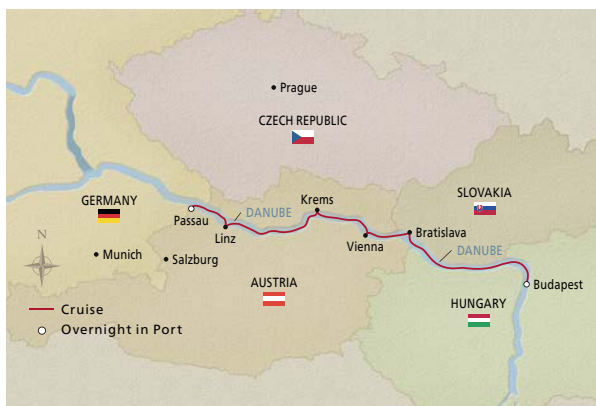 Prague
CZECH REPUBLIC
SLOVAKIA
GERMANY
Krems
DANUBE
Passau
Linz
Bratislava
Vienna
DANUBE
N
Munich
Salzburg
AUSTRIA
Budapest
HUNGARY
Cruise
Overnight in Port